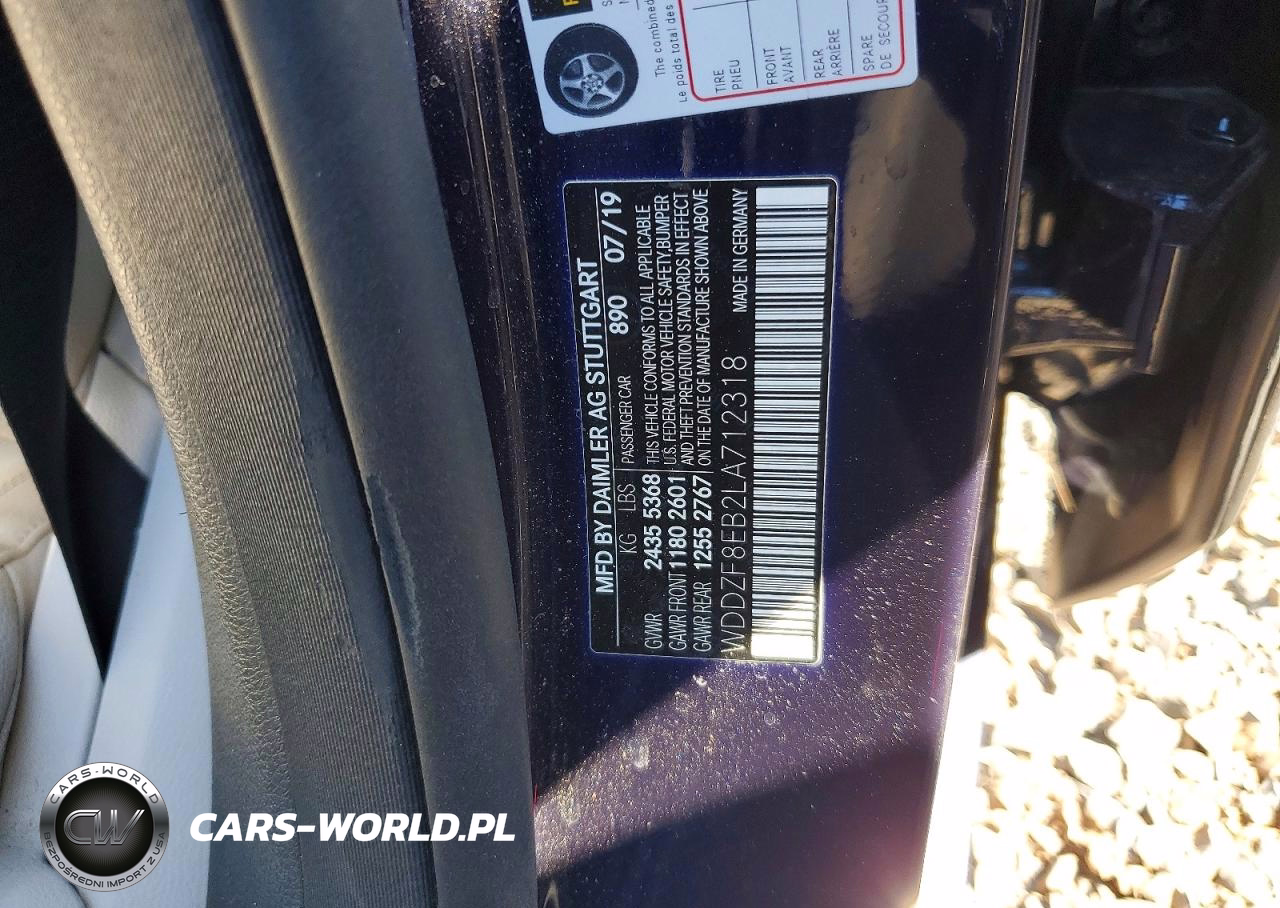 The combined
Le poids total des
TIRE
PNEU
FRONT
AVANT
REAR
ARRIÈRE
SPARE
DE SECOUR
MFD BY DAIMLER AG STUTTGART
KG LBS PASSENGER CAR 890 07/19
GVWR 2435 5368
GAWR FRONT 1180 2601
GAWR REAR 1255 2767
THIS VEHICLE CONFORMS TO ALL APPLICABLE
U.S. FEDERAL MOTOR VEHICLE SAFETY, BUMPER
AND THEFT PREVENTION STANDARDS IN EFFECT
ON THE DATE OF MANUFACTURE SHOWN ABOVE
WDDZF8EB2LA712318 MADE IN GERMANY
CARS-WORLD
CW
BEZPOŚREDNI IMPORT Z USA
CARS-WORLD.PL